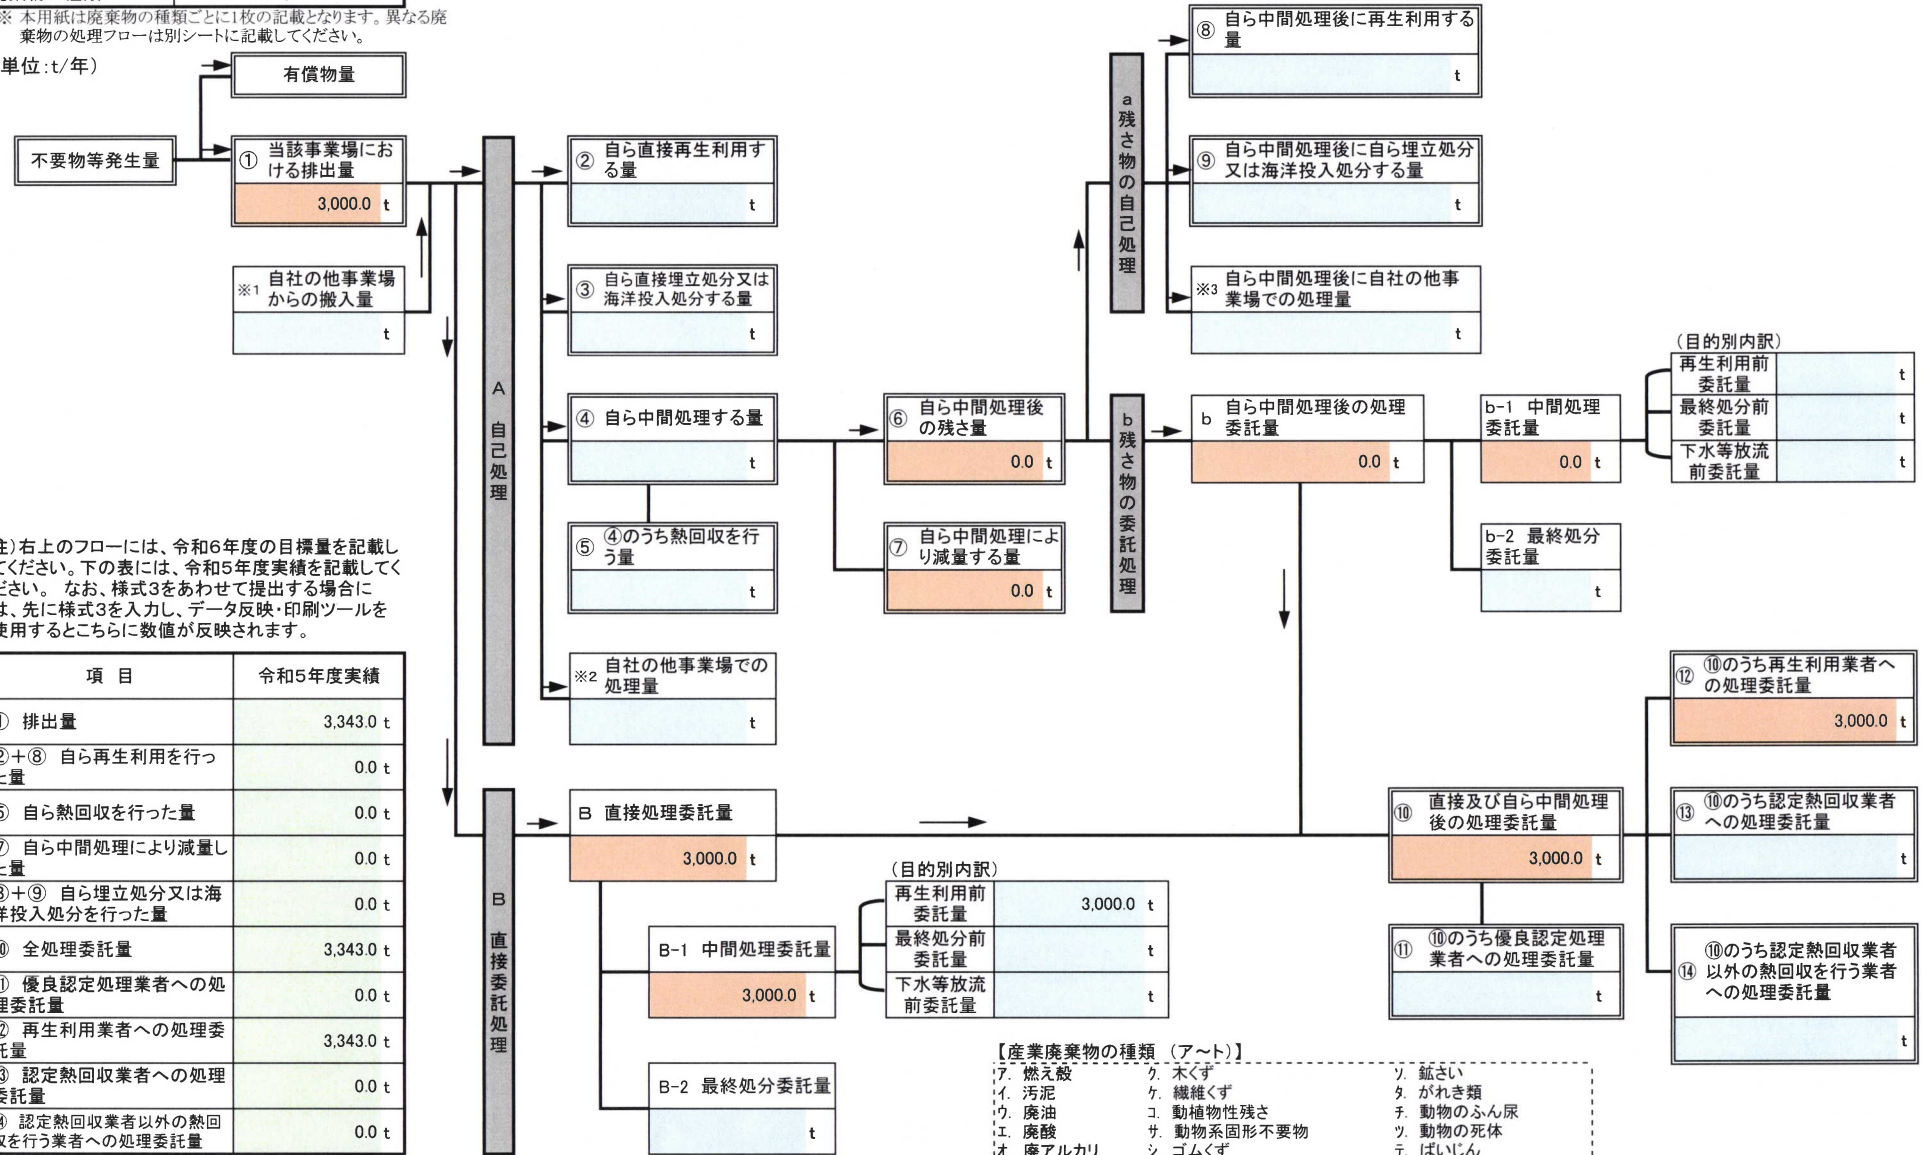 ※ 本用紙は廃棄物の種類ごとに1枚の記載となります。異なる廃
棄物の処理フローは別シートに記載してください。
単位:t/年)
有償物量
不要物等発生量
① 当該事業場にお
ける排出量
3,000.0 t
※1 自社の他事業場
からの搬入量
t
A 自己処理
② 自ら直接再生利用す
る量
t
③ 自ら直接埋立処分又は
海洋投入処分する量
t
④ 自ら中間処理する量
t
⑤ ④のうち熱回収を行
う量
t
※2 自社の他事業場での
処理量
t
⑥ 自ら中間処理後
の残さ量
0.0 t
⑦ 自ら中間処理によ
り減量する量
0.0 t
a 残さ物の自己処理
⑧ 自ら中間処理後に再生利用する
量
t
⑨ 自ら中間処理後に自ら埋立処分
又は海洋投入処分する量
t
※3 自ら中間処理後に自社の他事
業場での処理量
t
b 残さ物の委託処理
b 自ら中間処理後の処理
委託量
0.0 t
b-1 中間処理
委託量
0.0 t
b-2 最終処分
委託量
t
(目的別内訳)
再生利用前
委託量
t
最終処分前
委託量
t
下水等放流
前委託量
t
注)右上のフローには、令和6年度の目標量を記載し
てください。下の表には、令和5年度実績を記載してく
ださい。 なお、様式3をあわせて提出する場合に
は、先に様式3を入力し、データ反映・印刷ツールを
使用するとこちらに数値が反映されます。
項 目 令和5年度実績
① 排出量 3,343.0 t
②+⑧ 自ら再生利用を行っ
た量 0.0 t
⑤ 自ら熱回収を行った量 0.0 t
⑦ 自ら中間処理により減量し
た量 0.0 t
③+⑨ 自ら埋立処分又は海
洋投入処分を行った量 0.0 t
⑩ 全処理委託量 3,343.0 t
⑪ 優良認定処理業者への処
理委託量 0.0 t
⑫ 再生利用業者への処理委
託量 3,343.0 t
⑬ 認定熱回収業者への処理
委託量 0.0 t
⑭ 認定熱回収業者以外の熱回
収を行う業者への処理委託量 0.0 t
B 直接委託処理
B 直接処理委託量
3,000.0 t
B-1 中間処理委託量
3,000.0 t
B-2 最終処分委託量
t
(目的別内訳)
再生利用前
委託量
3,000.0 t
最終処分前
委託量
t
下水等放流
前委託量
t
⑩ 直接及び自ら中間処理
後の処理委託量
3,000.0 t
⑪ ⑩のうち優良認定処理
業者への処理委託量
t
⑫ ⑩のうち再生利用業者へ
の処理委託量
3,000.0 t
⑬ ⑩のうち認定熱回収業者
への処理委託量
t
⑭ ⑩のうち認定熱回収業者
以外の熱回収を行う業者
への処理委託量
t
【産業廃棄物の種類 (ア~ト)】
ア. 燃え殻 ク. 木くず ソ. 鉱さい
イ. 汚泥 ケ. 繊維くず タ. がれき類
ウ. 廃油 コ. 動植物性残さ チ. 動物のふん尿
エ. 廃酸 サ. 動物系固形不要物 ツ. 動物の死体
オ. 廃アルカリ シ. ゴムくず テ. ばいじん